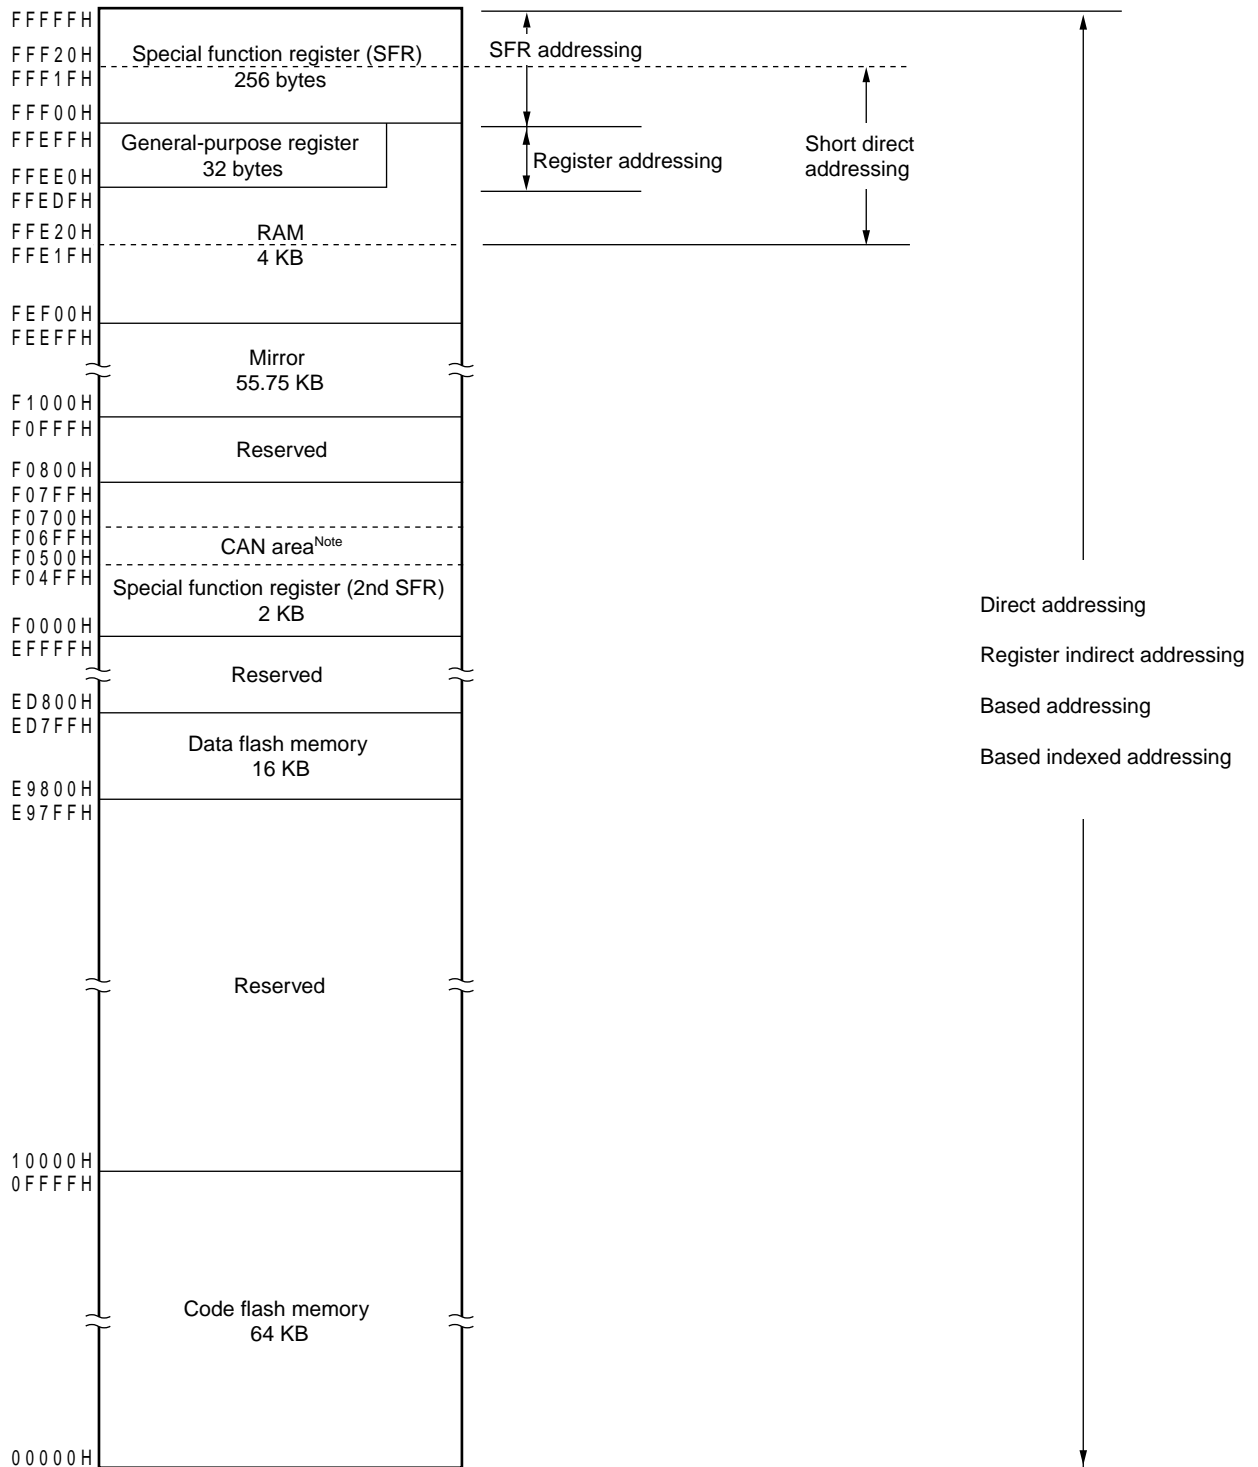 FFFFFH
FFF20H
FFF1FH
FFF00H
FFEFFH
FFEE0H
FFEDFH
FFE20H
FFE1FH
FEF00H
FEEFFH
F1000H
F0FFFH
F0800H
F07FFH
F0700H
F06FFH
F0500H
F04FFH
F0000H
EFFFFH
ED800H
ED7FFH
E9800H
E97FFH
10000H
0FFFFH
00000H
Special function register (SFR)
256 bytes
General-purpose register
32 bytes
RAM
4 KB
Mirror
55.75 KB
Reserved
CAN areaNote
Special function register (2nd SFR)
2 KB
Reserved
Data flash memory
16 KB
Reserved
Code flash memory
64 KB
SFR addressing
Register addressing
Short direct
addressing
Direct addressing
Register indirect addressing
Based addressing
Based indexed addressing